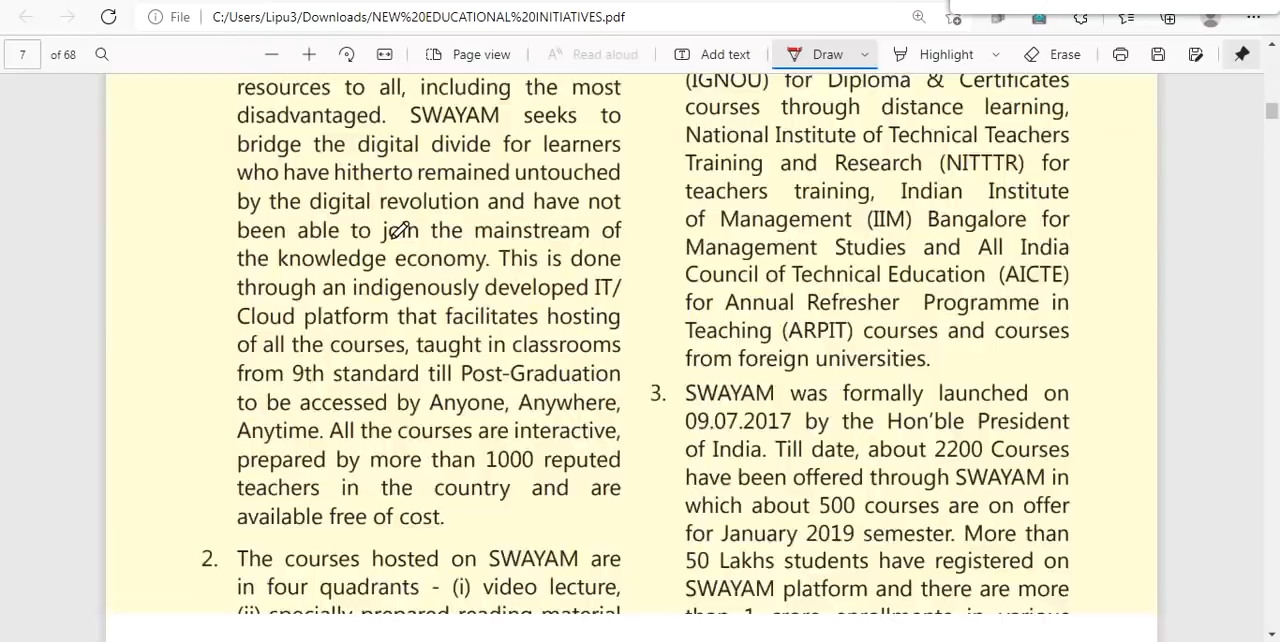 File C:/Users/Lipu3/Downloads/NEW%20EDUCATIONAL%20INITIATIVES.pdf
7 of 68 Page view Read aloud Add text Draw Highlight Erase
resources to all, including the most
disadvantaged. SWAYAM seeks to
bridge the digital divide for learners
who have hitherto remained untouched
by the digital revolution and have not
been able to join the mainstream of
the knowledge economy. This is done
through an indigenously developed IT/
Cloud platform that facilitates hosting
of all the courses, taught in classrooms
from 9th standard till Post-Graduation
to be accessed by Anyone, Anywhere,
Anytime. All the courses are interactive,
prepared by more than 1000 reputed
teachers in the country and are
available free of cost.
2. The courses hosted on SWAYAM are
in four quadrants - (i) video lecture,
(ii) specially prepared reading material
(IGNOU) for Diploma & Certificates
courses through distance learning,
National Institute of Technical Teachers
Training and Research (NITTTR) for
teachers training, Indian Institute
of Management (IIM) Bangalore for
Management Studies and All India
Council of Technical Education (AICTE)
for Annual Refresher Programme in
Teaching (ARPIT) courses and courses
from foreign universities.
3. SWAYAM was formally launched on
09.07.2017 by the Hon'ble President
of India. Till date, about 2200 Courses
have been offered through SWAYAM in
which about 500 courses are on offer
for January 2019 semester. More than
50 Lakhs students have registered on
SWAYAM platform and there are more
than 1 crore enrollments in various